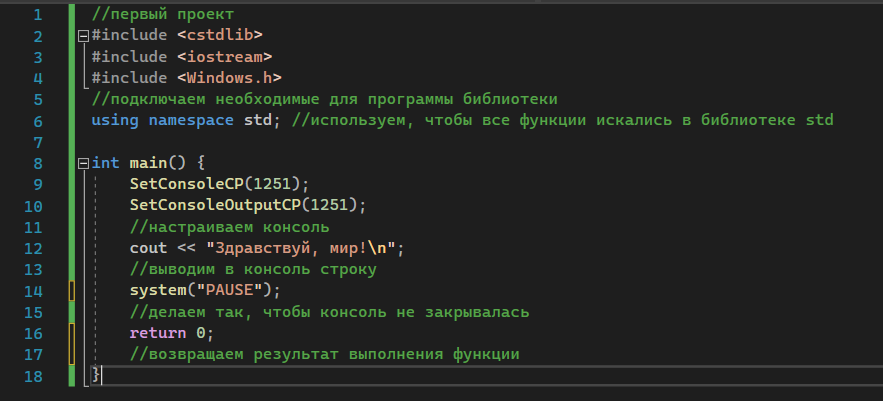 1 //первый проект
2 #include <cstdlib>
3 #include <iostream>
4 #include <Windows.h>
5 //подключаем необходимые для программы библиотеки
6 using namespace std; //используем, чтобы все функции искались в библиотеке std
7
8 int main() {
9 SetConsoleCP(1251);
10 SetConsoleOutputCP(1251);
11 //настраиваем консоль
12 cout << "Здравствуй, мир!\n";
13 //выводим в консоль строку
14 system("PAUSE");
15 //делаем так, чтобы консоль не закрывалась
16 return 0;
17 //возвращаем результат выполнения функции
18 }